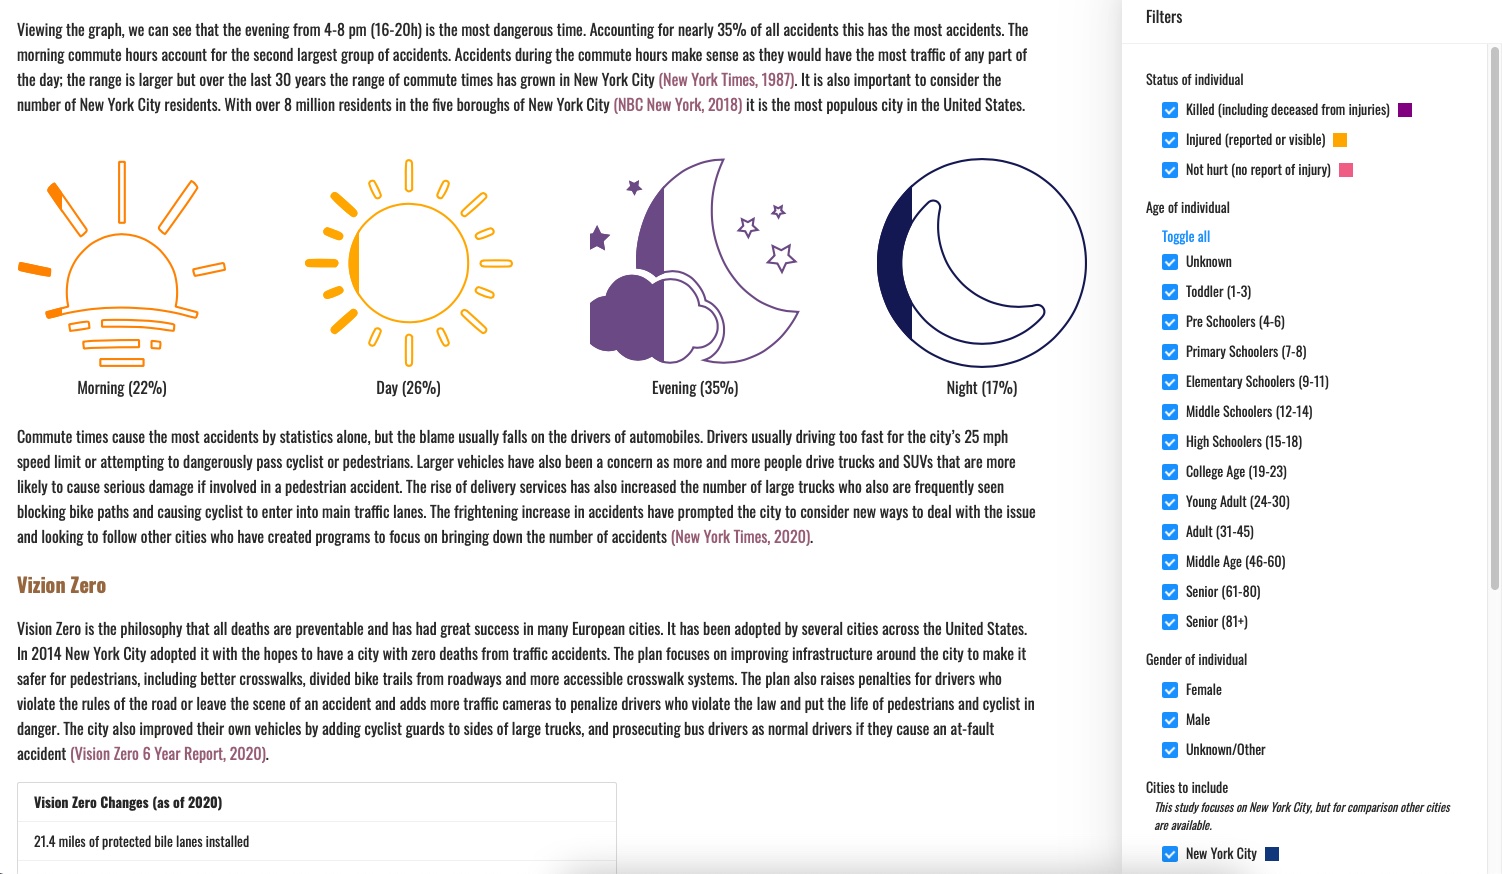 Viewing the graph, we can see that the evening from 4-8 pm (16-20h) is the most dangerous time. Accounting for nearly 35% of all accidents this has the most accidents. The
morning commute hours account for the second largest group of accidents. Accidents during the commute hours make sense as they would have the most traffic of any part of
the day; the range is larger but over the last 30 years the range of commute times has grown in New York City (New York Times, 1987). It is also important to consider the
number of New York City residents. With over 8 million residents in the five boroughs of New York City (NBC New York, 2018) it is the most populous city in the United States.
Morning (22%)
Day (26%)
Evening (35%)
Night (17%)
Commute times cause the most accidents by statistics alone, but the blame usually falls on the drivers of automobiles. Drivers usually driving too fast for the city's 25 mph
speed limit or attempting to dangerously pass cyclist or pedestrians. Larger vehicles have also been a concern as more and more people drive trucks and SUVs that are more
likely to cause serious damage if involved in a pedestrian accident. The rise of delivery services has also increased the number of large trucks who also are frequently seen
blocking bike paths and causing cyclist to enter into main traffic lanes. The frightening increase in accidents have prompted the city to consider new ways to deal with the issue
and looking to follow other cities who have created programs to focus on bringing down the number of accidents (New York Times, 2020).
Vizion Zero
Vision Zero is the philosophy that all deaths are preventable and has had great success in many European cities. It has been adopted by several cities across the United States.
In 2014 New York City adopted it with the hopes to have a city with zero deaths from traffic accidents. The plan focuses on improving infrastructure around the city to make it
safer for pedestrians, including better crosswalks, divided bike trails from roadways and more accessible crosswalk systems. The plan also raises penalties for drivers who
violate the rules of the road or leave the scene of an accident and adds more traffic cameras to penalize drivers who violate the law and put the life of pedestrians and cyclist in
danger. The city also improved their own vehicles by adding cyclist guards to sides of large trucks, and prosecuting bus drivers as normal drivers if they cause an at-fault
accident (Vision Zero 6 Year Report, 2020).
Vision Zero Changes (as of 2020)
21.4 miles of protected bile lanes installed
Filters
Status of individual
Killed (including deceased from injuries)
Injured (reported or visible)
Not hurt (no report of injury)
Age of individual
Toggle all
Unknown
Toddler (1-3)
Pre Schoolers (4-6)
Primary Schoolers (7-8)
Elementary Schoolers (9-11)
Middle Schoolers (12-14)
High Schoolers (15-18)
College Age (19-23)
Young Adult (24-30)
Adult (31-45)
Middle Age (46-60)
Senior (61-80)
Senior (81+)
Gender of individual
Female
Male
Unknown/Other
Cities to include
This study focuses on New York City, but for comparison other cities
are available.
New York City